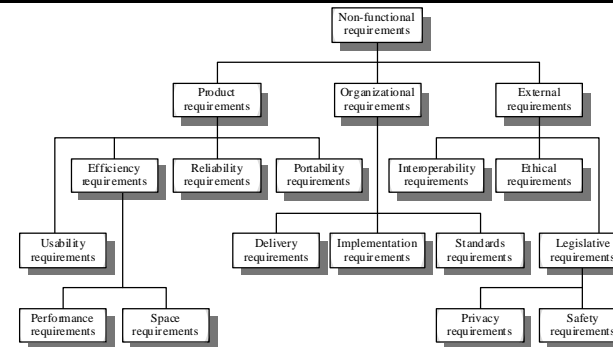 Non-functional
requirements
Product
requirements
Organizational
requirements
External
requirements
Efficiency
requirements
Reliability
requirements
Portability
requirements
Interoperability
requirements
Ethical
requirements
Usability
requirements
Delivery
requirements
Implementation
requirements
Standards
requirements
Legislative
requirements
Performance
requirements
Space
requirements
Privacy
requirements
Safety
requirements